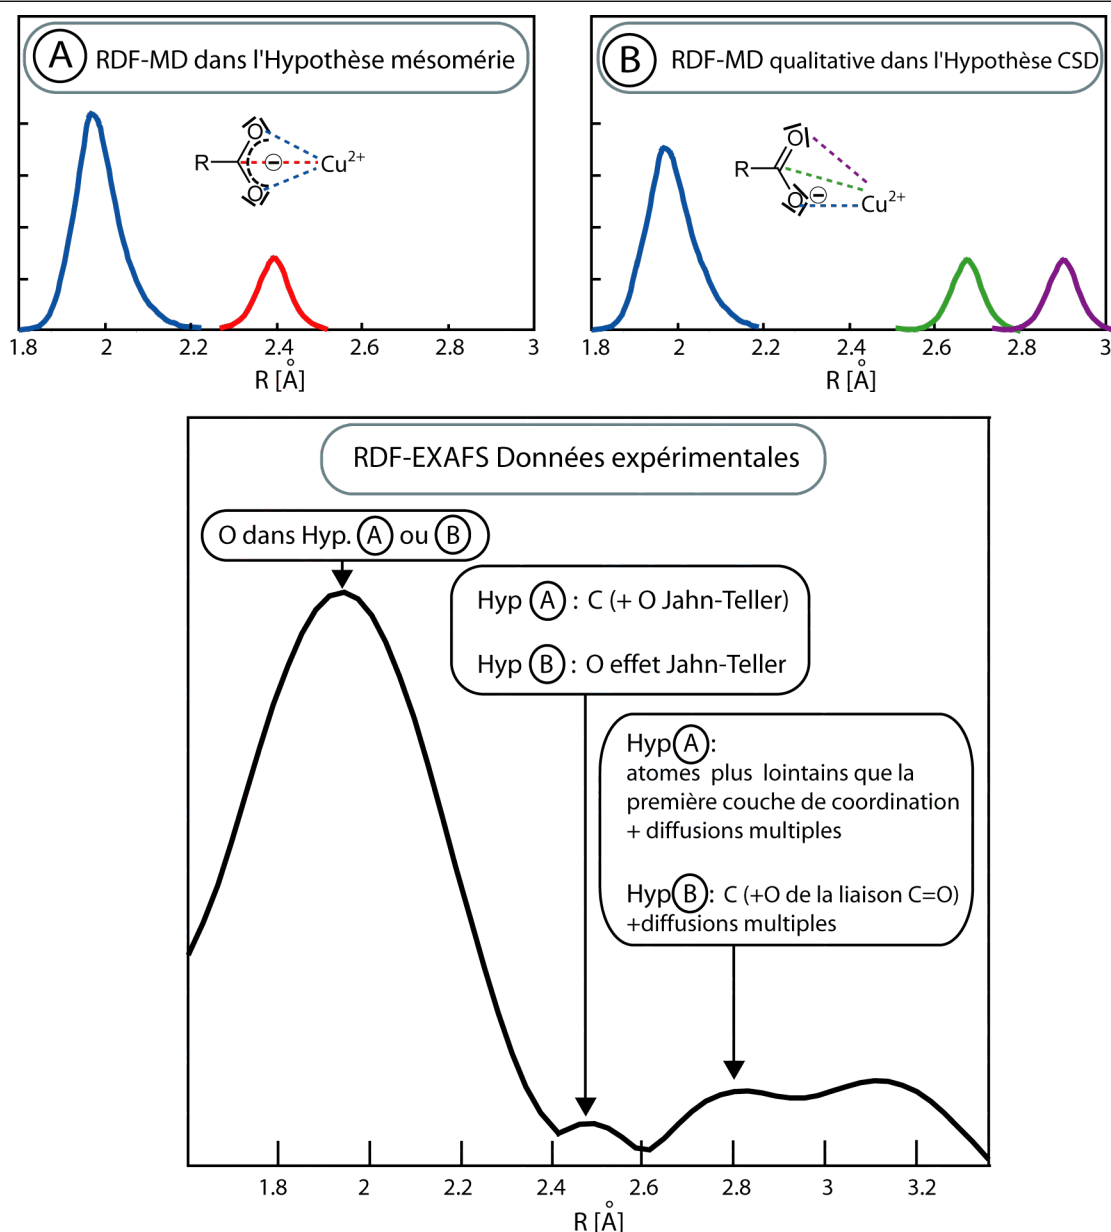 A RDF-MD dans l'Hypothèse mésomérie
R
O
O
Cu2+
1.8 2 2.2 2.4 2.6 2.8 3
R [Å]
B RDF-MD qualitative dans l'Hypothèse CSD
R
O
O
Cu2+
1.8 2 2.2 2.4 2.6 2.8 3
R [Å]
RDF-EXAFS Données expérimentales
O dans Hyp. A ou B
Hyp A : C (+ O Jahn-Teller)
Hyp B : O effet Jahn-Teller
Hyp A :
atomes plus lointains que la
première couche de coordination
+ diffusions multiples
Hyp B : C (+O de la liaison C=O)
+diffusions multiples
1.8 2 2.2 2.4 2.6 2.8 3 3.2
R [Å]